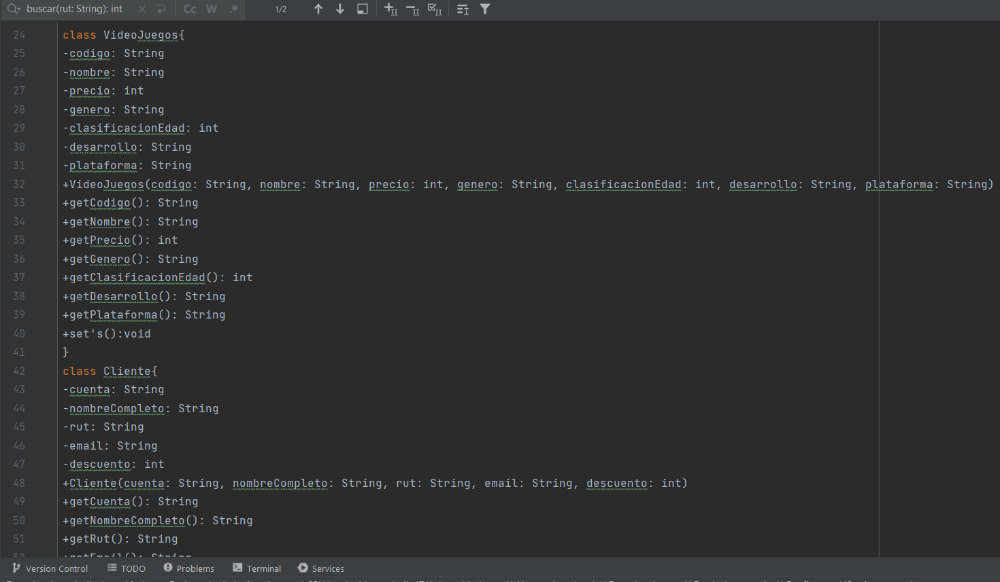 buscar(rut: String): int × Cc W .* 1/2
24 class VideoJuegos{
25 -codigo: String
26 -nombre: String
27 -precio: int
28 -genero: String
29 -clasificacionEdad: int
30 -desarrollo: String
31 -plataforma: String
32 +VideoJuegos(codigo: String, nombre: String, precio: int, genero: String, clasificacionEdad: int, desarrollo: String, plataforma: String)
33 +getCodigo(): String
34 +getNombre(): String
35 +getPrecio(): int
36 +getGenero(): String
37 +getClasificacionEdad(): int
38 +getDesarrollo(): String
39 +getPlataforma(): String
40 +set's():void
41 }
42 class Cliente{
43 -cuenta: String
44 -nombreCompleto: String
45 -rut: String
46 -email: String
47 -descuento: int
48 +Cliente(cuenta: String, nombreCompleto: String, rut: String, email: String, descuento: int)
49 +getCuenta(): String
50 +getNombreCompleto(): String
51 +getRut(): String
52 +getEmail(): String
Version Control TODO Problems Terminal Services